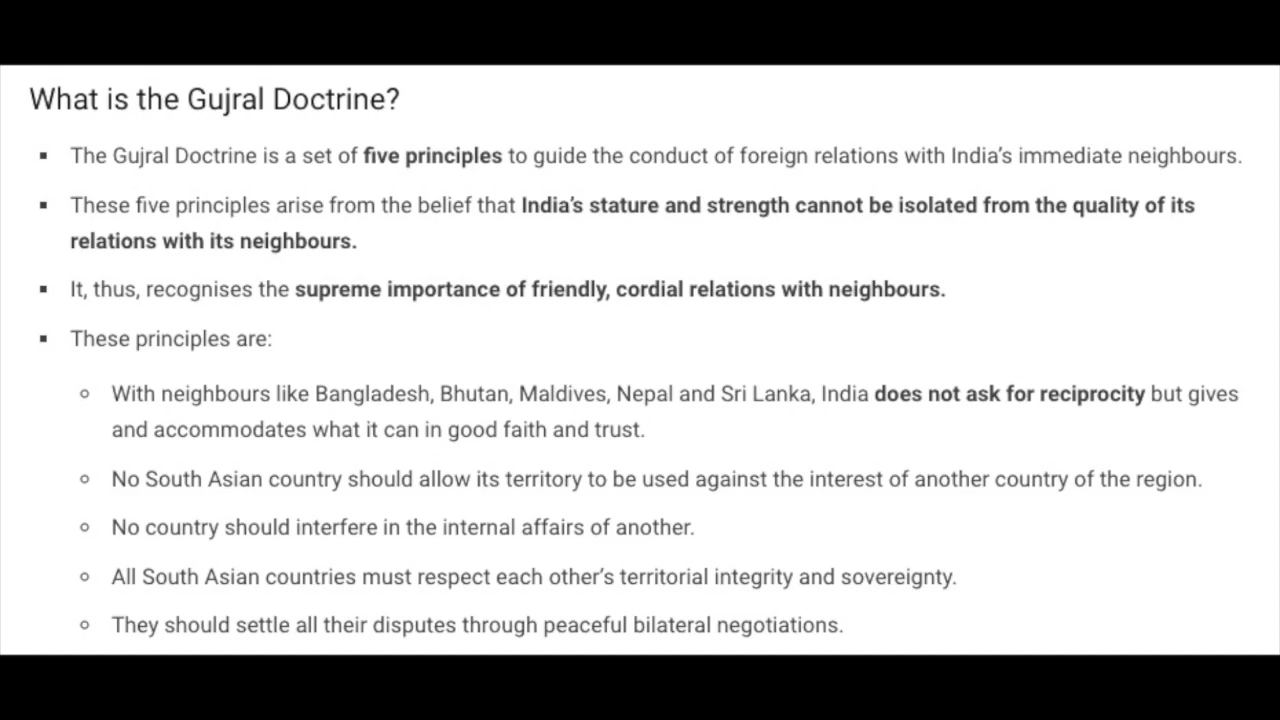 What is the Gujral Doctrine?
▪ The Gujral Doctrine is a set of five principles to guide the conduct of foreign relations with India's immediate neighbours.
▪ These five principles arise from the belief that India's stature and strength cannot be isolated from the quality of its
relations with its neighbours.
▪ It, thus, recognises the supreme importance of friendly, cordial relations with neighbours.
▪ These principles are:
○ With neighbours like Bangladesh, Bhutan, Maldives, Nepal and Sri Lanka, India does not ask for reciprocity but gives
and accommodates what it can in good faith and trust.
○ No South Asian country should allow its territory to be used against the interest of another country of the region.
○ No country should interfere in the internal affairs of another.
○ All South Asian countries must respect each other's territorial integrity and sovereignty.
○ They should settle all their disputes through peaceful bilateral negotiations.